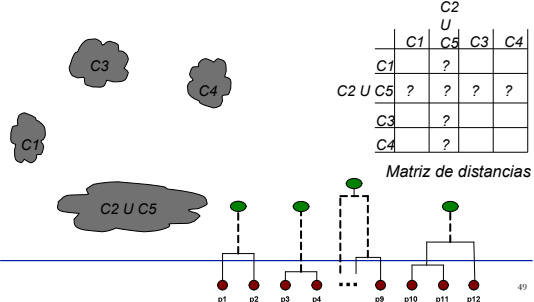 C2
U
C1 C5 C3 C4
C1 ?
C2 U C5 ? ? ? ?
C3 ?
C4 ?
Matriz de distancias
C3
C4
C1
C2 U C5
...
p1 p2 p3 p4 p9 p10 p11 p12
49